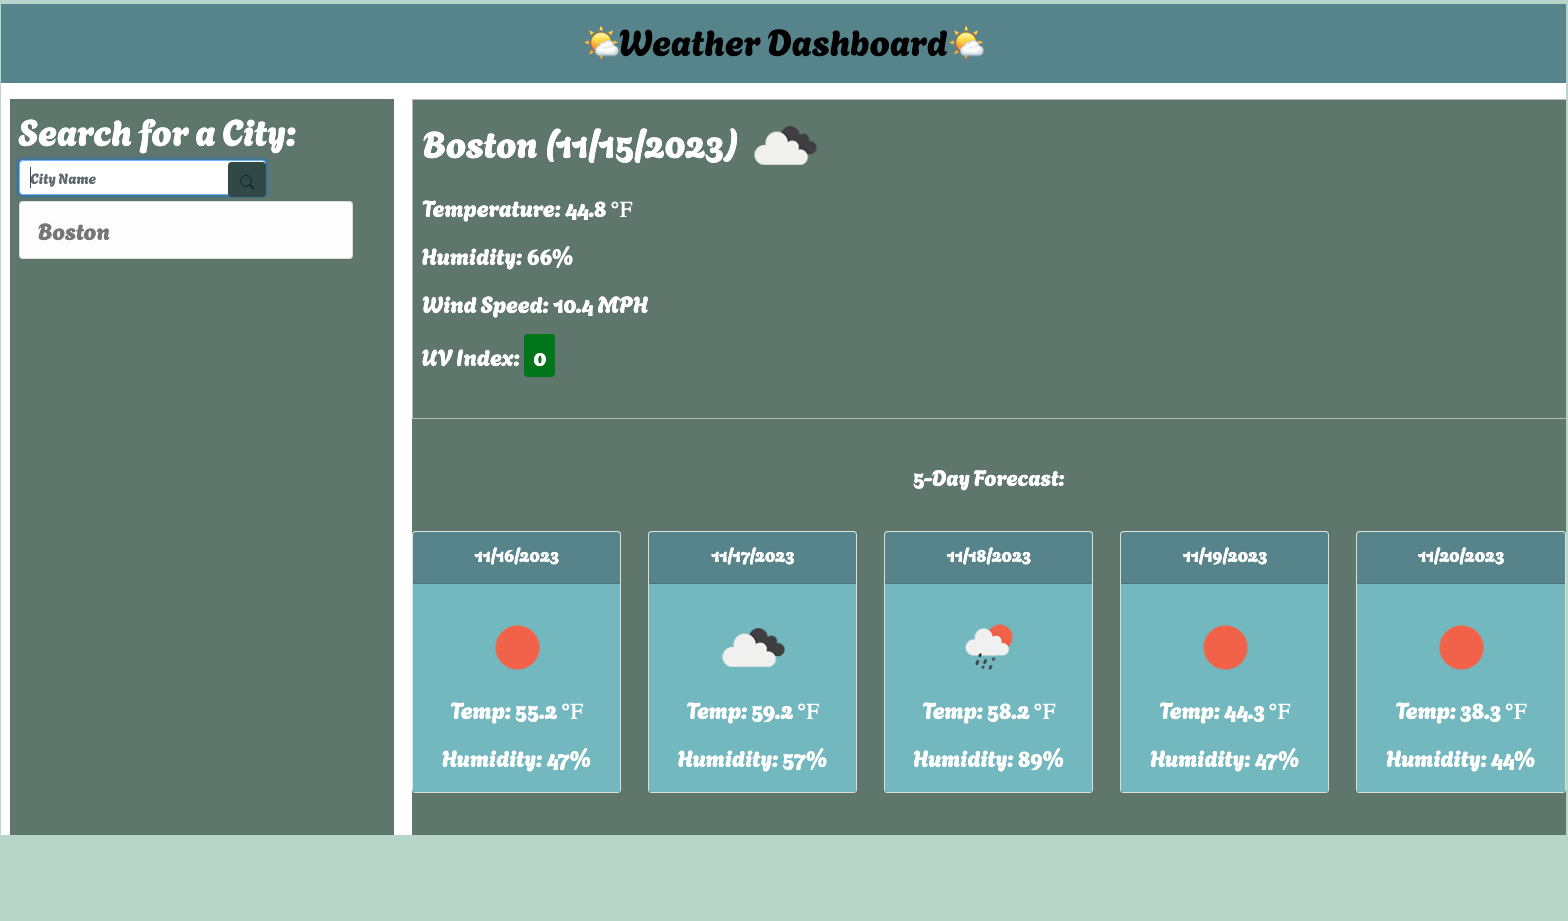 Weather Dashboard
Search for a City:
City Name
Boston
Boston (11/15/2023)
Temperature: 44.8 °F
Humidity: 66%
Wind Speed: 10.4 MPH
UV Index: 0
5-Day Forecast:
11/16/2023
Temp: 55.2 °F
Humidity: 47%
11/17/2023
Temp: 59.2 °F
Humidity: 57%
11/18/2023
Temp: 58.2 °F
Humidity: 89%
11/19/2023
Temp: 44.3 °F
Humidity: 47%
11/20/2023
Temp: 38.3 °F
Humidity: 44%